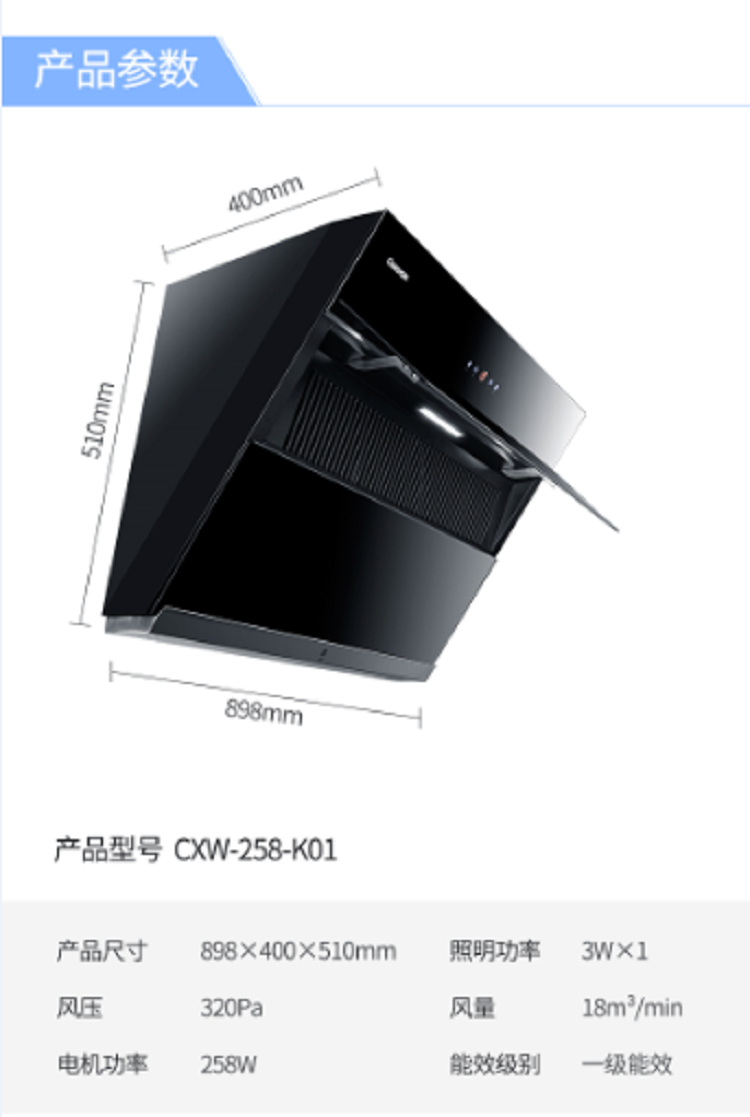 产品参数
400mm
510mm
898mm
产品型号 CXW-258-K01
产品尺寸 898×400×510mm 照明功率 3W×1
风压 320Pa 风量 18m³/min
电机功率 258W 能效级别 一级能效